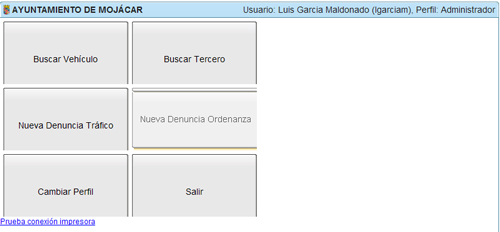 AYUNTAMIENTO DE MOJÁCAR
Usuario: Luis Garcia Maldonado (lgarciam), Perfil: Administrador
Buscar Vehículo
Buscar Tercero
Nueva Denuncia Tráfico
Nueva Denuncia Ordenanza
Cambiar Perfil
Salir
Prueba conexión impresora